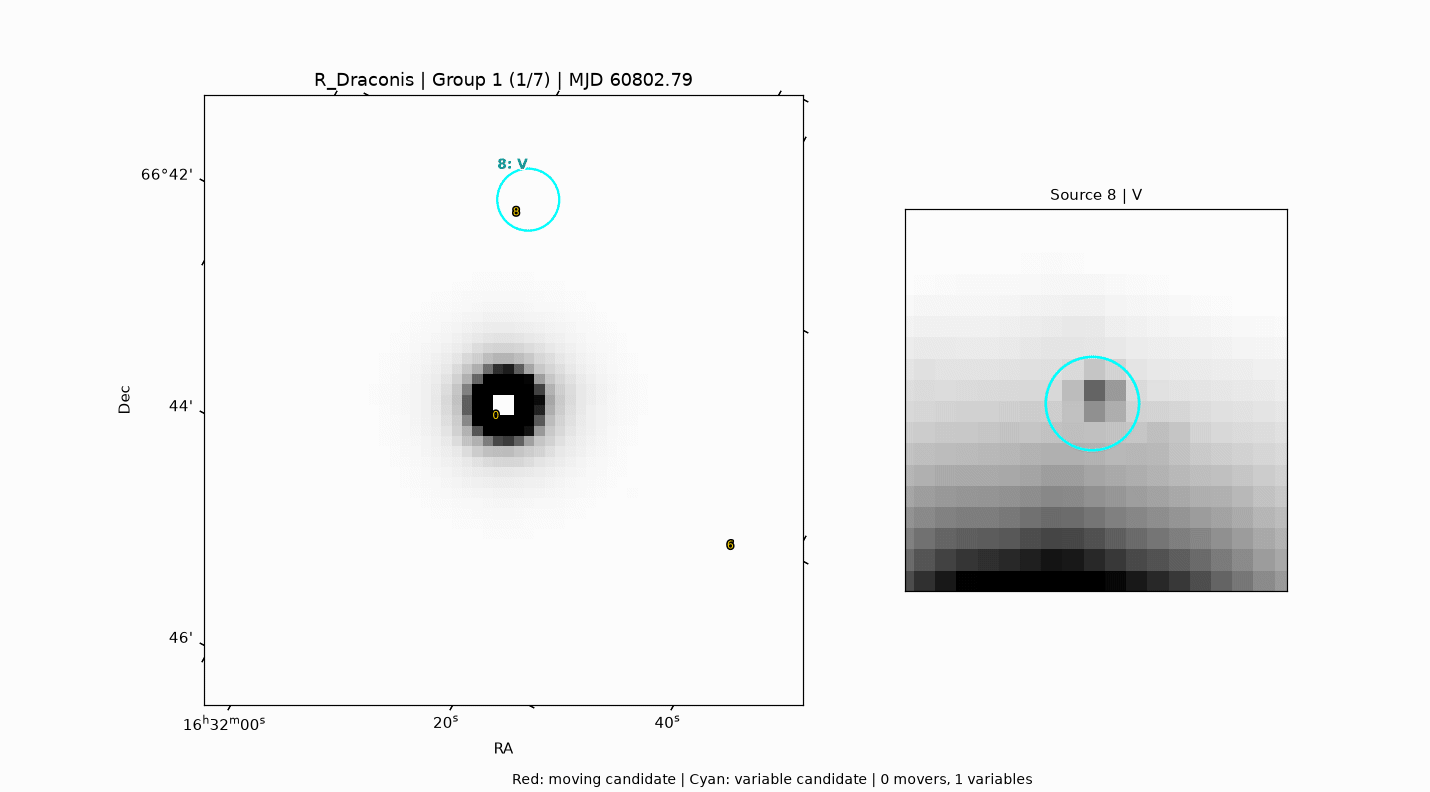 R_Draconis | Group 1 (1/7) | MJD 60802.79
8: V
8
66°42'
44'
46'
Dec
0
6
16ʰ32ᵐ00ˢ
20ˢ
40ˢ
RA
Source 8 | V
Red: moving candidate | Cyan: variable candidate | 0 movers, 1 variables